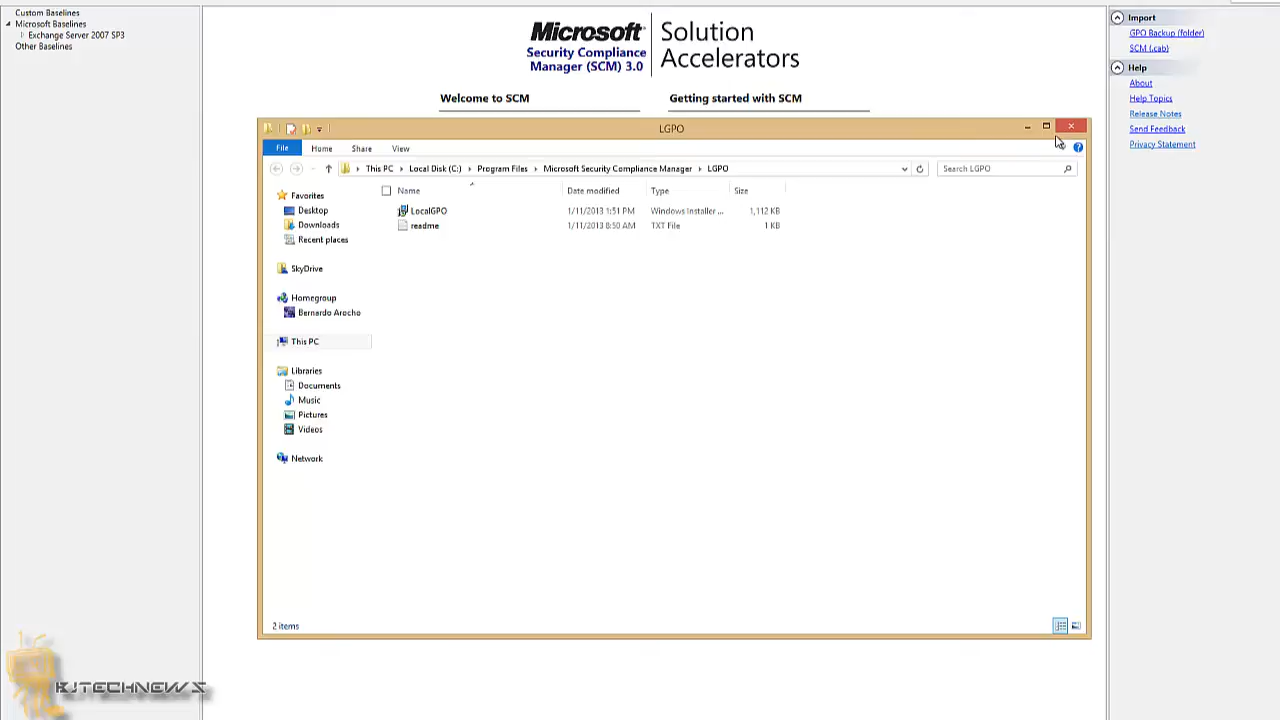 Custom Baselines
Microsoft Baselines
Exchange Server 2007 SP3
Other Baselines
Microsoft
Security Compliance
Manager (SCM) 3.0
Solution
Accelerators
Welcome to SCM
Getting started with SCM
Import
GPO Backup (folder)
SCM (.cab)
Help
About
Help Topics
Release Notes
Send Feedback
Privacy Statement
LGPO
File Home Share View
This PC Local Disk (C:) Program Files Microsoft Security Compliance Manager LGPO
Search LGPO
Name Date modified Type Size
LocalGPO 1/11/2013 1:51 PM Windows Installer ... 1,112 KB
readme 1/11/2013 8:50 AM TXT File 1 KB
Favorites
Desktop
Downloads
Recent places
SkyDrive
Homegroup
Bernardo Arocho
This PC
Libraries
Documents
Music
Pictures
Videos
Network
2 items
BJTECHNEWS